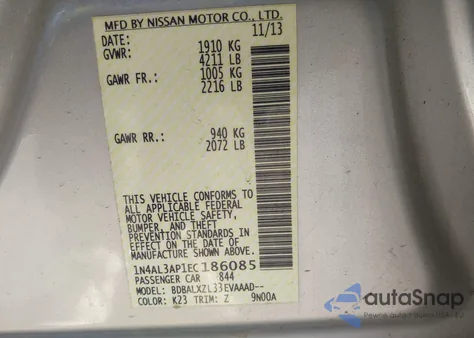 MFD BY NISSAN MOTOR CO., LTD.
DATE: 11/13
GVWR: 1910 KG
4211 LB
GAWR FR.: 1005 KG
2216 LB
GAWR RR.: 940 KG
2072 LB
THIS VEHICLE CONFORMS TO
ALL APPLICABLE FEDERAL
MOTOR VEHICLE SAFETY,
BUMPER, AND THEFT
PREVENTION STANDARDS IN
EFFECT ON THE DATE OF
MANUFACTURE SHOWN ABOVE.
1N4AL3AP1EC186085
PASSENGER CAR 844
MODEL: BDBALXZL33EVAAAD--
COLOR: K23 TRIM: Z 9N00A
autoSnap